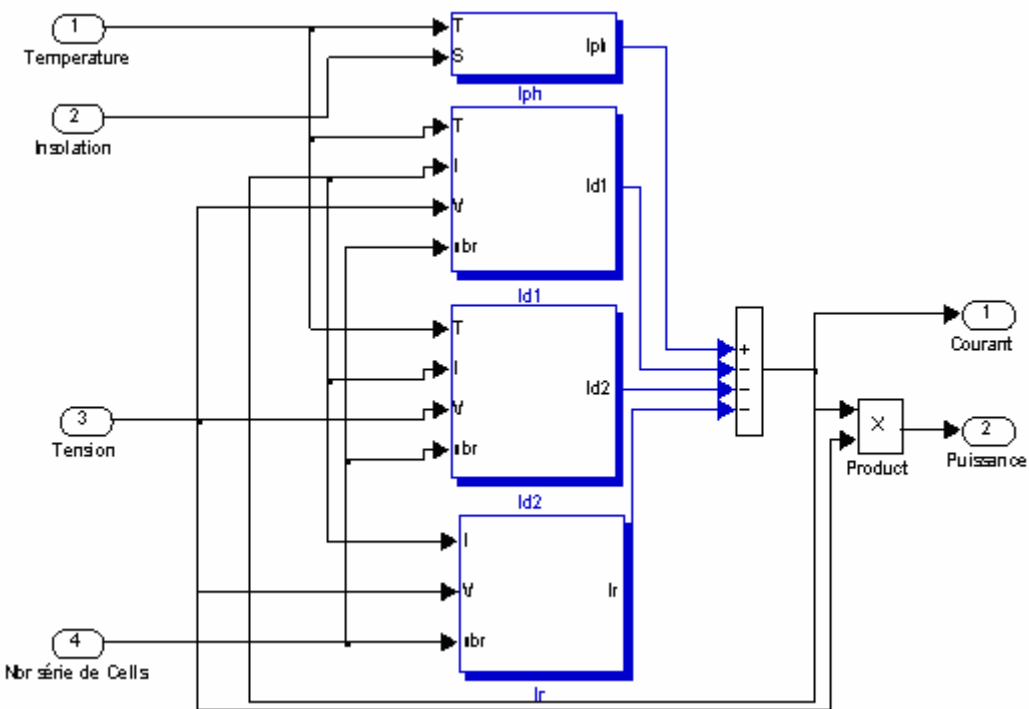 1
Temperature
2
Insolation
3
Tension
4
Nbr série de Cells
T
S
Iph
Iph
T
I
V
nbr
Id1
Id1
T
I
V
nbr
Id2
Id2
I
V
nbr
Ir
Ir
+
−
−
−
×
Product
1
Courant
2
Puissance